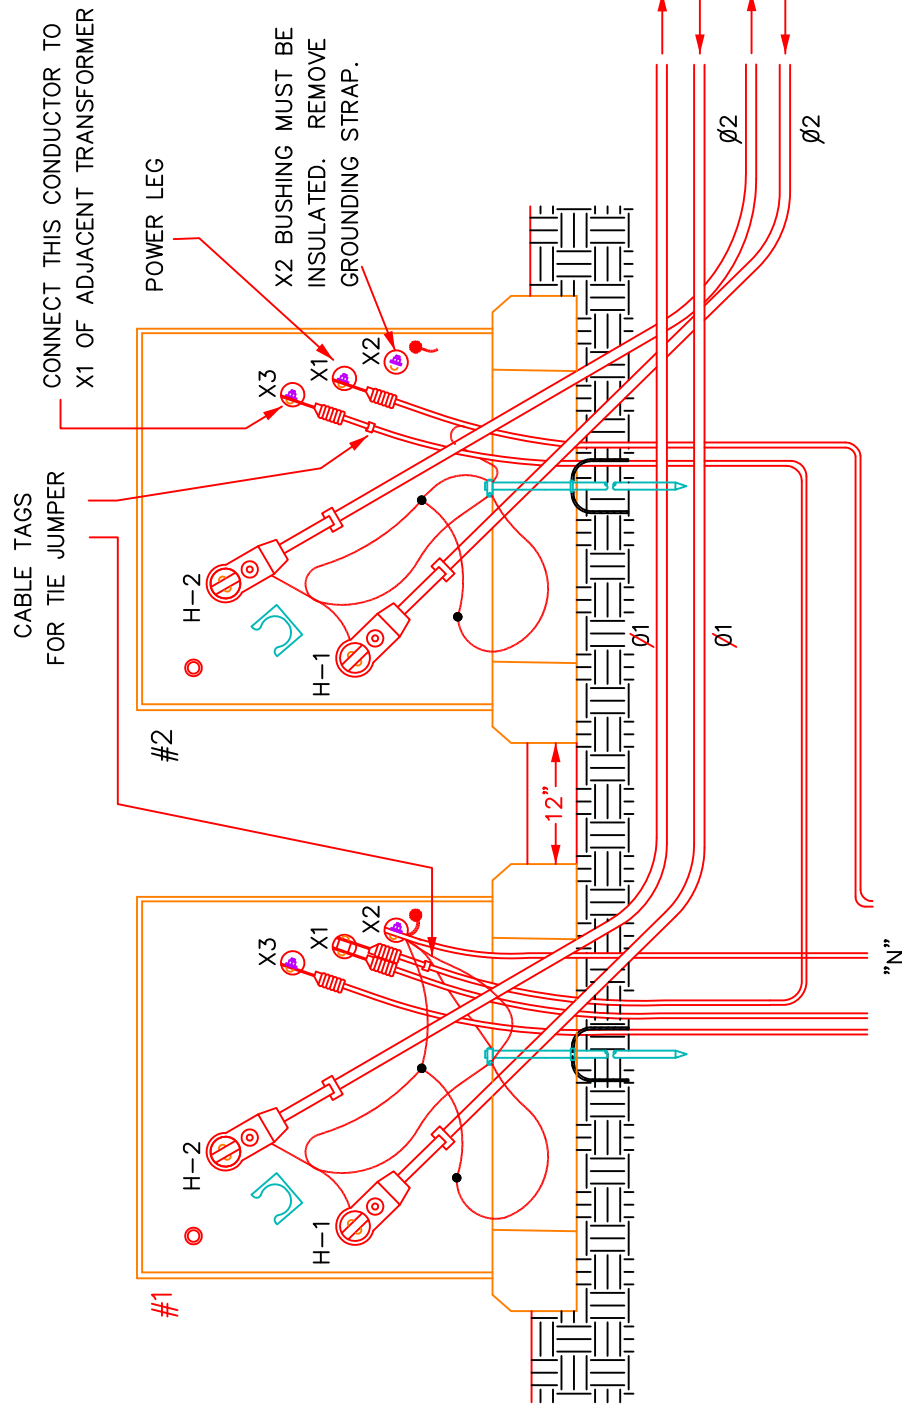 CONNECT THIS CONDUCTOR TO
X1 OF ADJACENT TRANSFORMER
CABLE TAGS
FOR TIE JUMPER
POWER LEG
X2 BUSHING MUST BE
INSULATED. REMOVE
GROUNDING STRAP.
#1
H-2
H-1
X3
X1
X2
#2
H-2
H-1
X3
X1
X2
12"
Ø1
Ø1
Ø2
Ø2
"N"